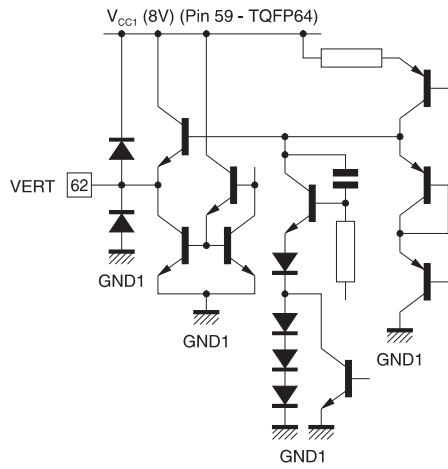 V_CC1 (8V) (Pin 59 - TQFP64)
VERT 62
GND1
GND1
GND1
GND1